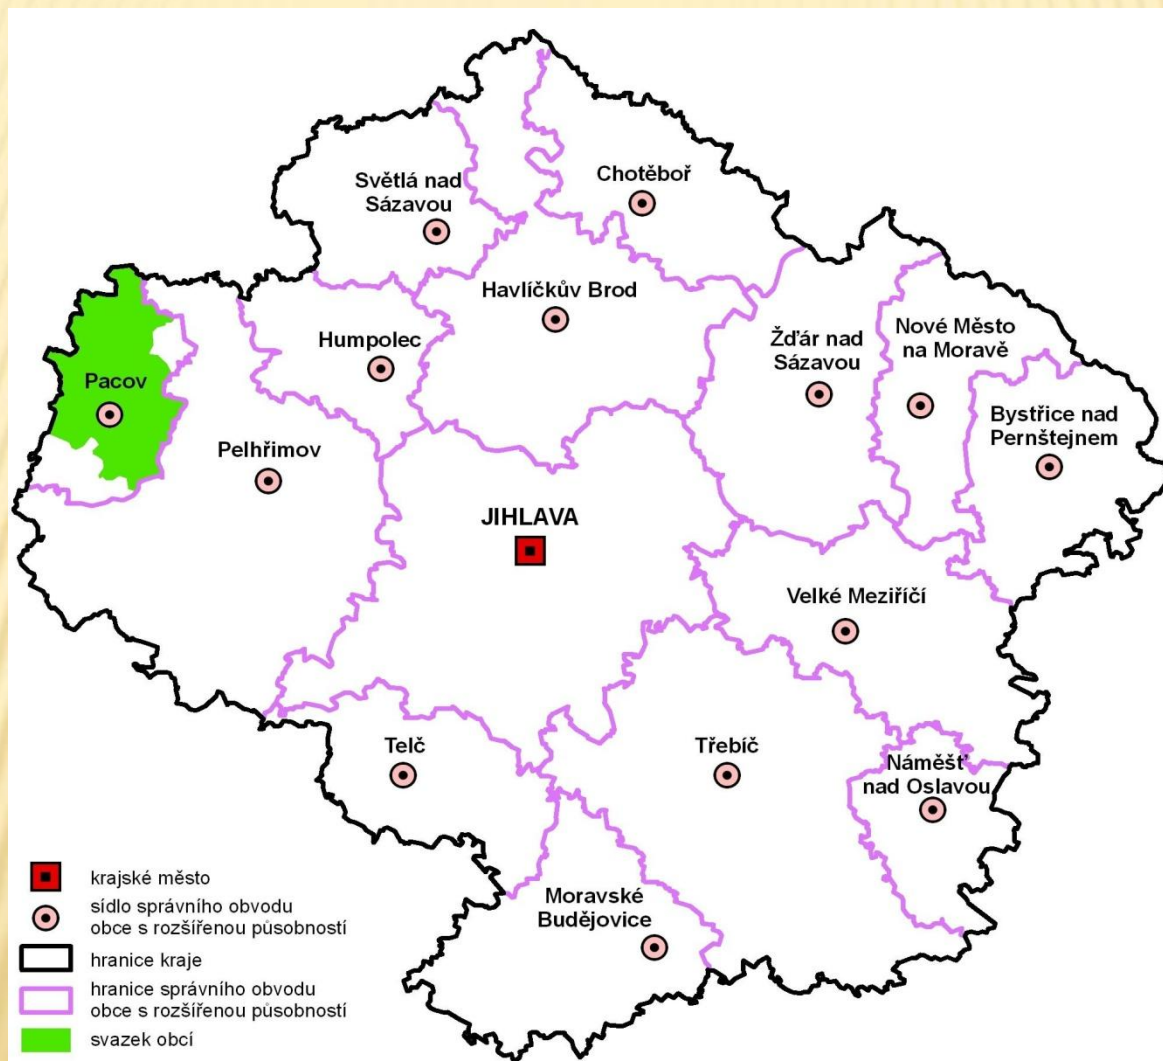 Světlá nad
Sázavou
Chotěboř
Havlíčkův Brod
Humpolec
Žďár nad
Sázavou
Nové Město
na Moravě
Pacov
Bystřice nad
Pernštejnem
Pelhřimov
JIHLAVA
Velké Meziříčí
Telč
Třebíč
Náměšť
nad Oslavou
Moravské
Budějovice
krajské město
sídlo správního obvodu
obce s rozšířenou působností
hranice kraje
hranice správního obvodu
obce s rozšířenou působností
svazek obcí